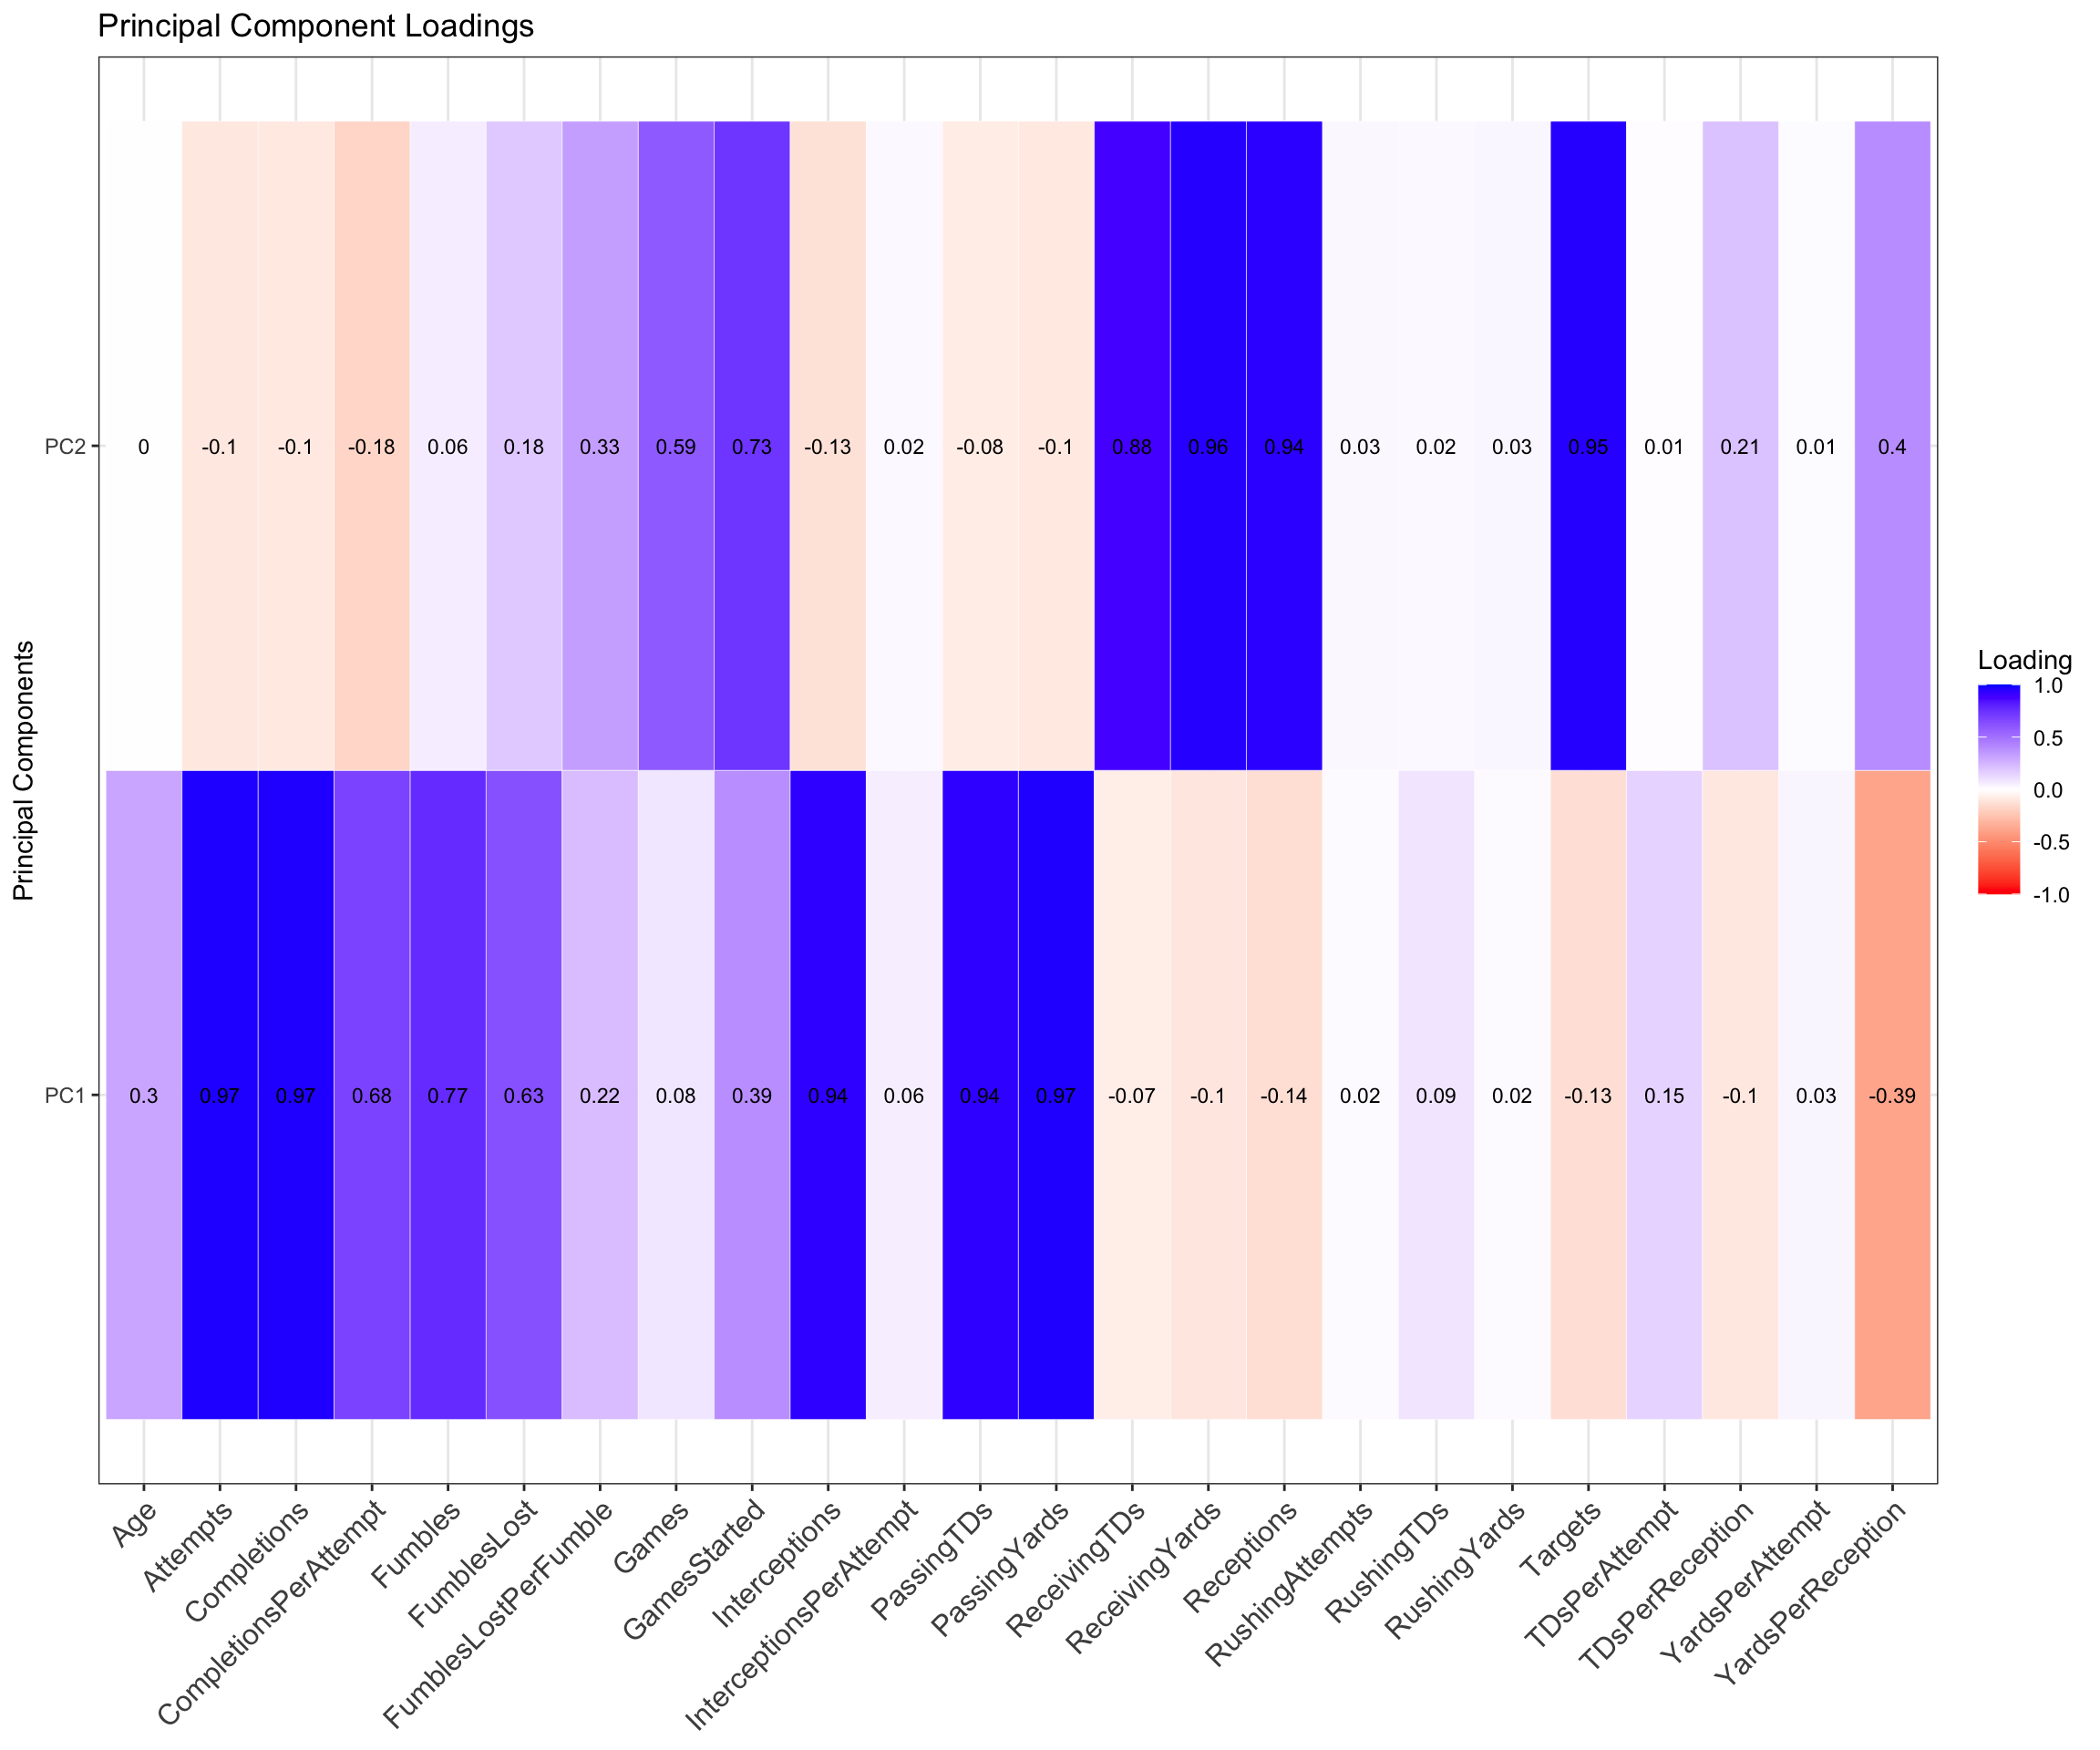 Principal Component Loadings
Principal Components
PC2
0 -0.1 -0.1 -0.18 0.06 0.18 0.33 0.59 0.73 -0.13 0.02 -0.08 -0.1 0.88 0.96 0.94 0.03 0.02 0.03 0.95 0.01 0.21 0.01 0.4
PC1
0.3 0.97 0.97 0.68 0.77 0.63 0.22 0.08 0.39 0.94 0.06 0.94 0.97 -0.07 -0.1 -0.14 0.02 0.09 0.02 -0.13 0.15 -0.1 0.03 -0.39
Age
Attempts
Completions
CompletionsPerAttempt
Fumbles
FumblesLost
FumblesLostPerFumble
Games
GamesStarted
Interceptions
InterceptionsPerAttempt
PassingTDs
PassingYards
ReceivingTDs
ReceivingYards
Receptions
RushingAttempts
RushingTDs
RushingYards
Targets
TDsPerAttempt
TDsPerReception
YardsPerAttempt
YardsPerReception
Loading
1.0
0.5
0.0
-0.5
-1.0